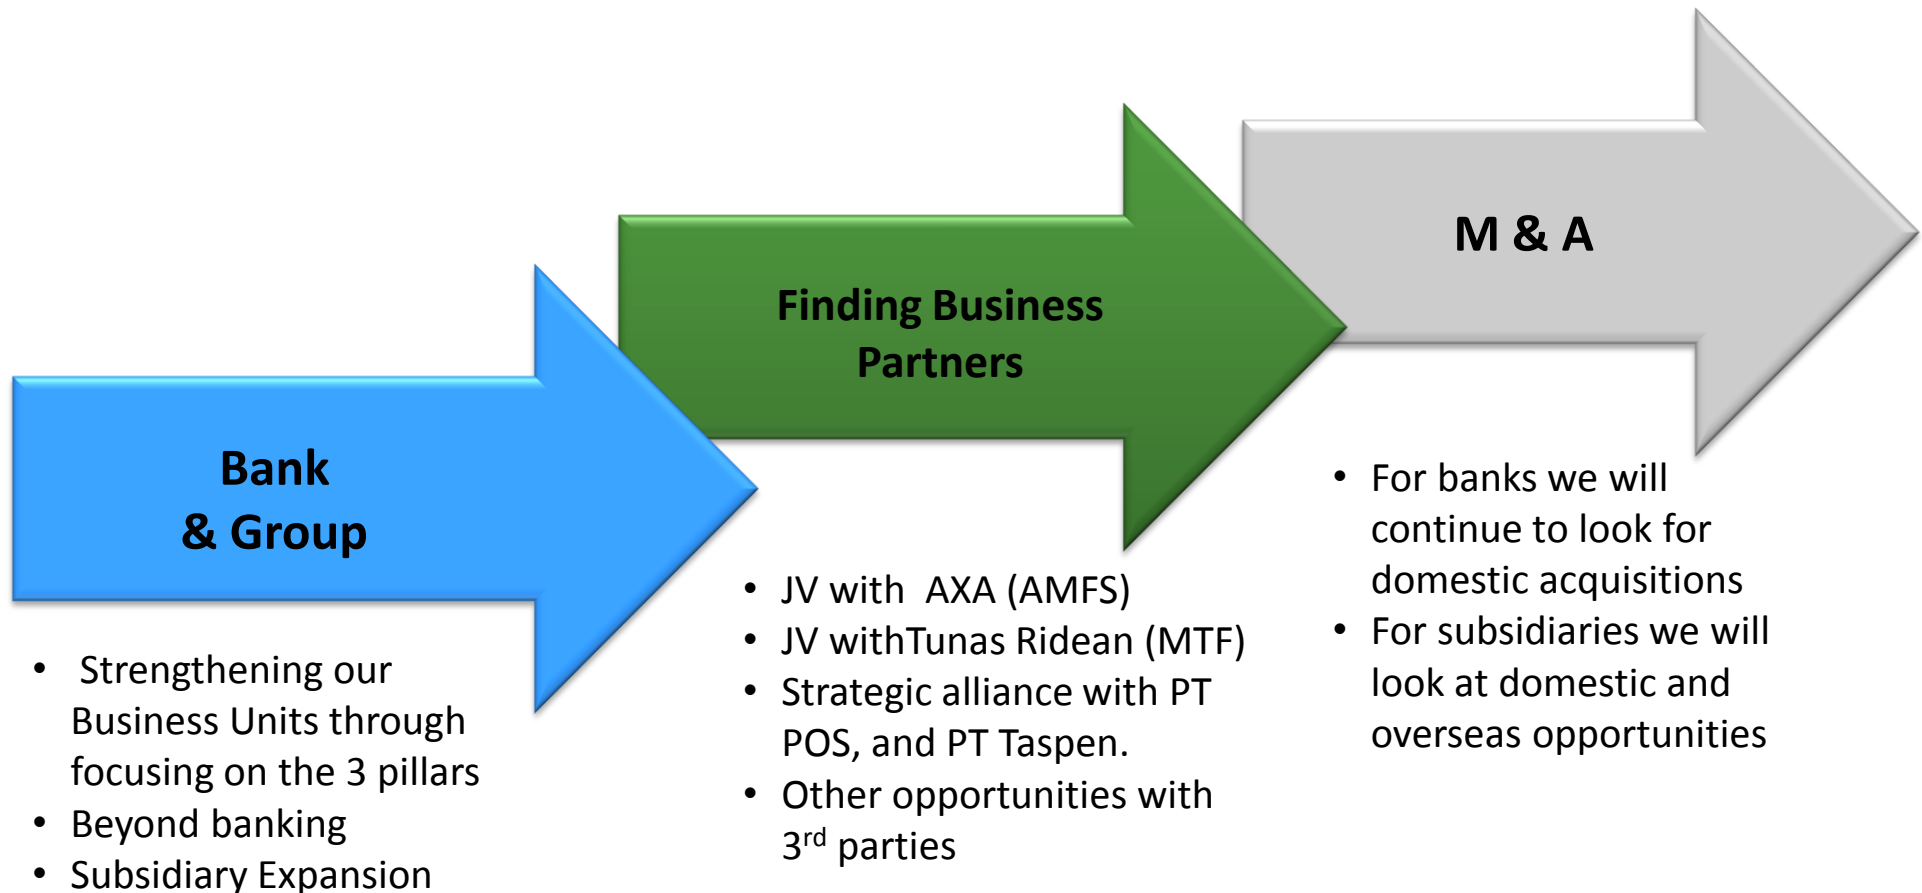 Bank
& Group
• Strengthening our
Business Units through
focusing on the 3 pillars
• Beyond banking
• Subsidiary Expansion
Finding Business
Partners
• JV with  AXA (AMFS)
• JV withTunas Ridean (MTF)
• Strategic alliance with PT
POS, and PT Taspen.
• Other opportunities with
3rd parties
M & A
• For banks we will
continue to look for
domestic acquisitions
• For subsidiaries we will
look at domestic and
overseas opportunities